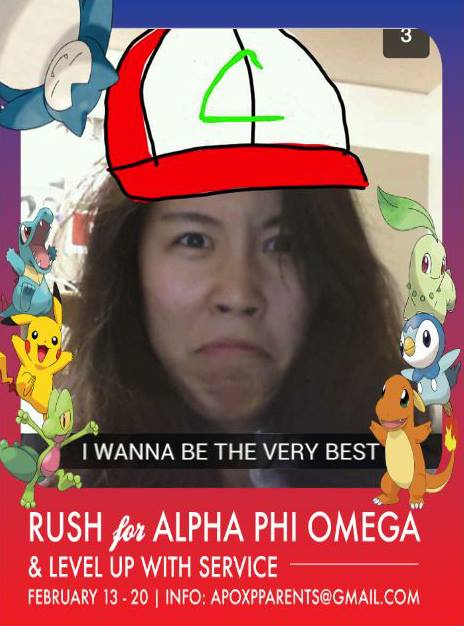 3
I WANNA BE THE VERY BEST
RUSH for ALPHA PHI OMEGA
& LEVEL UP WITH SERVICE
FEBRUARY 13 - 20 | INFO: APOXPPARENTS@GMAIL.COM